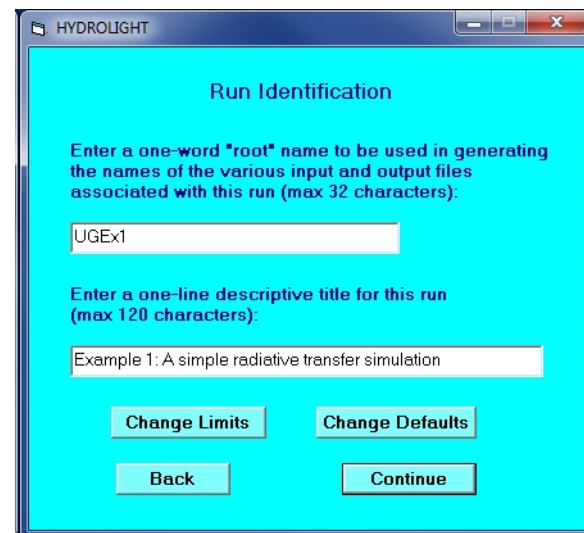 HYDROLIGHT
Run Identification
Enter a one-word "root" name to be used in generating
the names of the various input and output files
associated with this run (max 32 characters):
UGEx1
Enter a one-line descriptive title for this run
(max 120 characters):
Example 1: A simple radiative transfer simulation
Change Limits Change Defaults
Back Continue